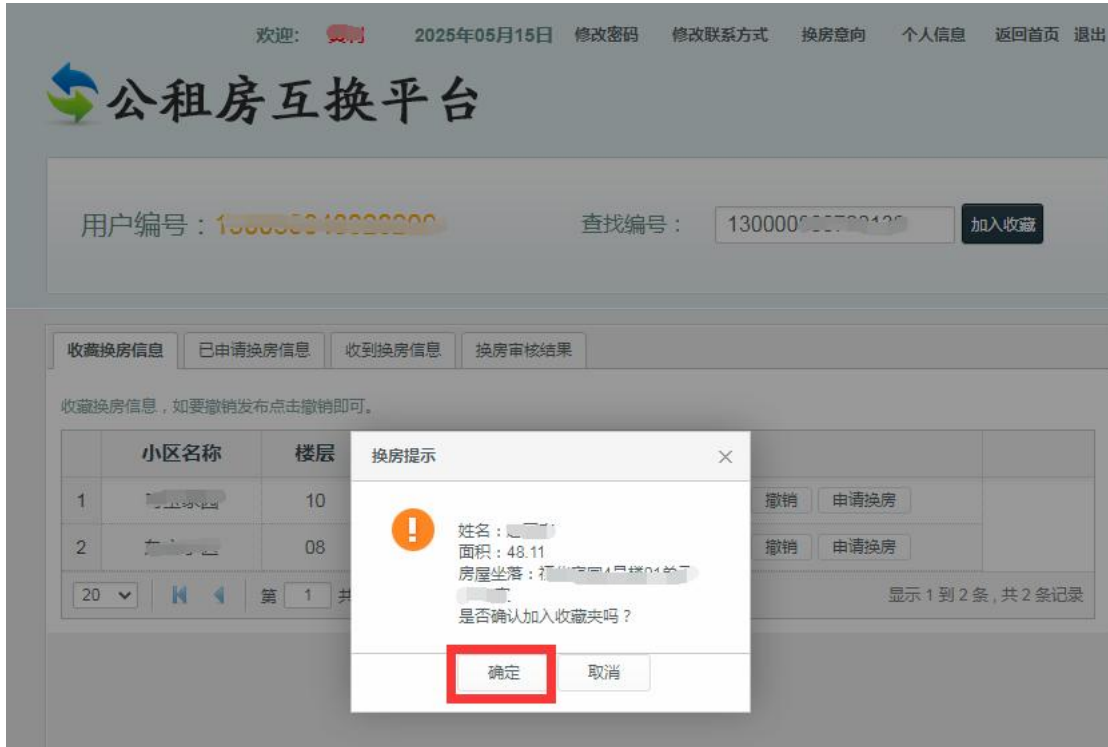 欢迎: 2025年05月15日 修改密码 修改联系方式 换房意向 个人信息 返回首页 退出
公租房互换平台
用户编号： 查找编号： 130000 加入收藏
收藏换房信息 已申请换房信息 收到换房信息 换房审核结果
收藏换房信息，如要撤销发布点击撤销即可。
小区名称 楼层
1 10 撤销 申请换房
2 08 撤销 申请换房
20 第 1 共 显示 1 到 2 条，共 2 条记录
换房提示
姓名：
面积：48.11
房屋坐落：
是否确认加入收藏夹吗？
确定 取消